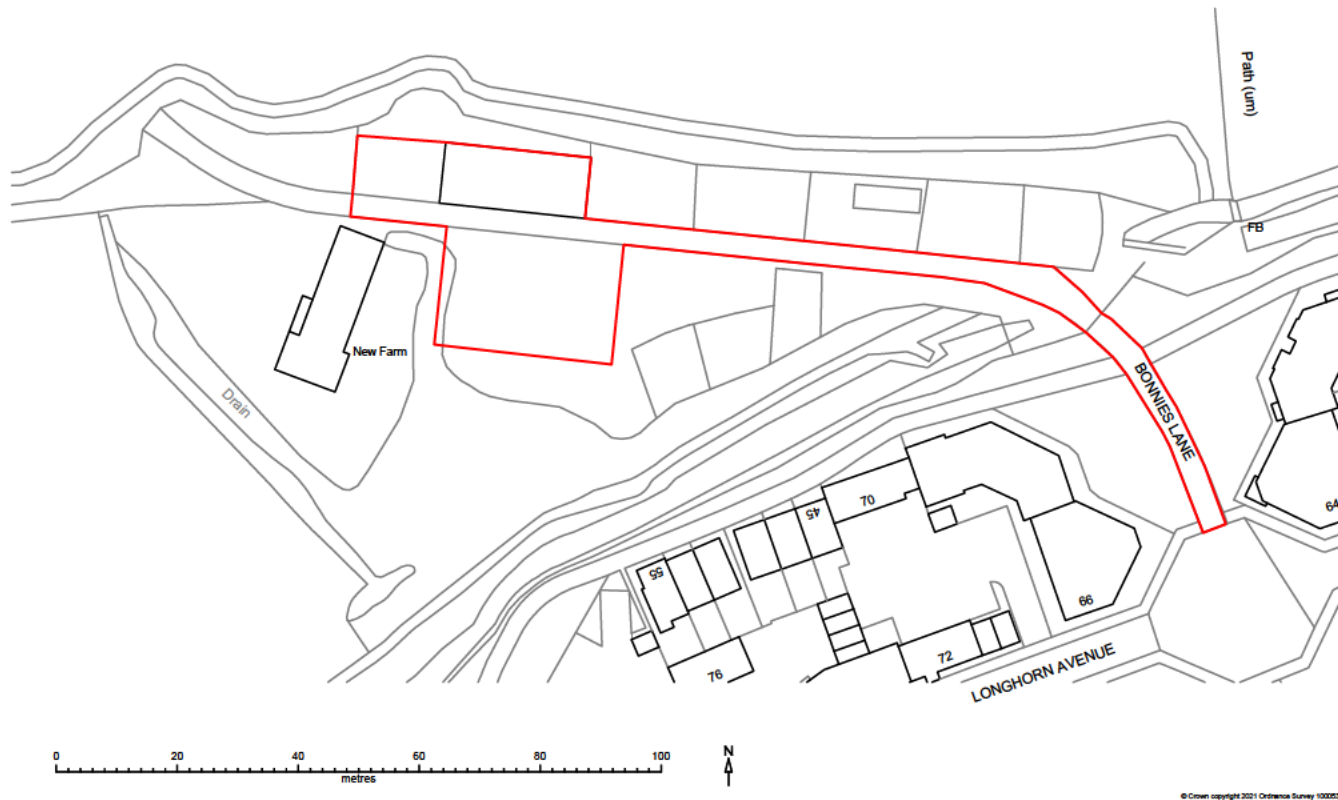 Path (um)
FB
New Farm
Drain
BONNIES LANE
64
70
45
55
66
72
76
LONGHORN AVENUE
0 20 40 60 80 100
metres
N
© Crown copyright 2021 Ordnance Survey